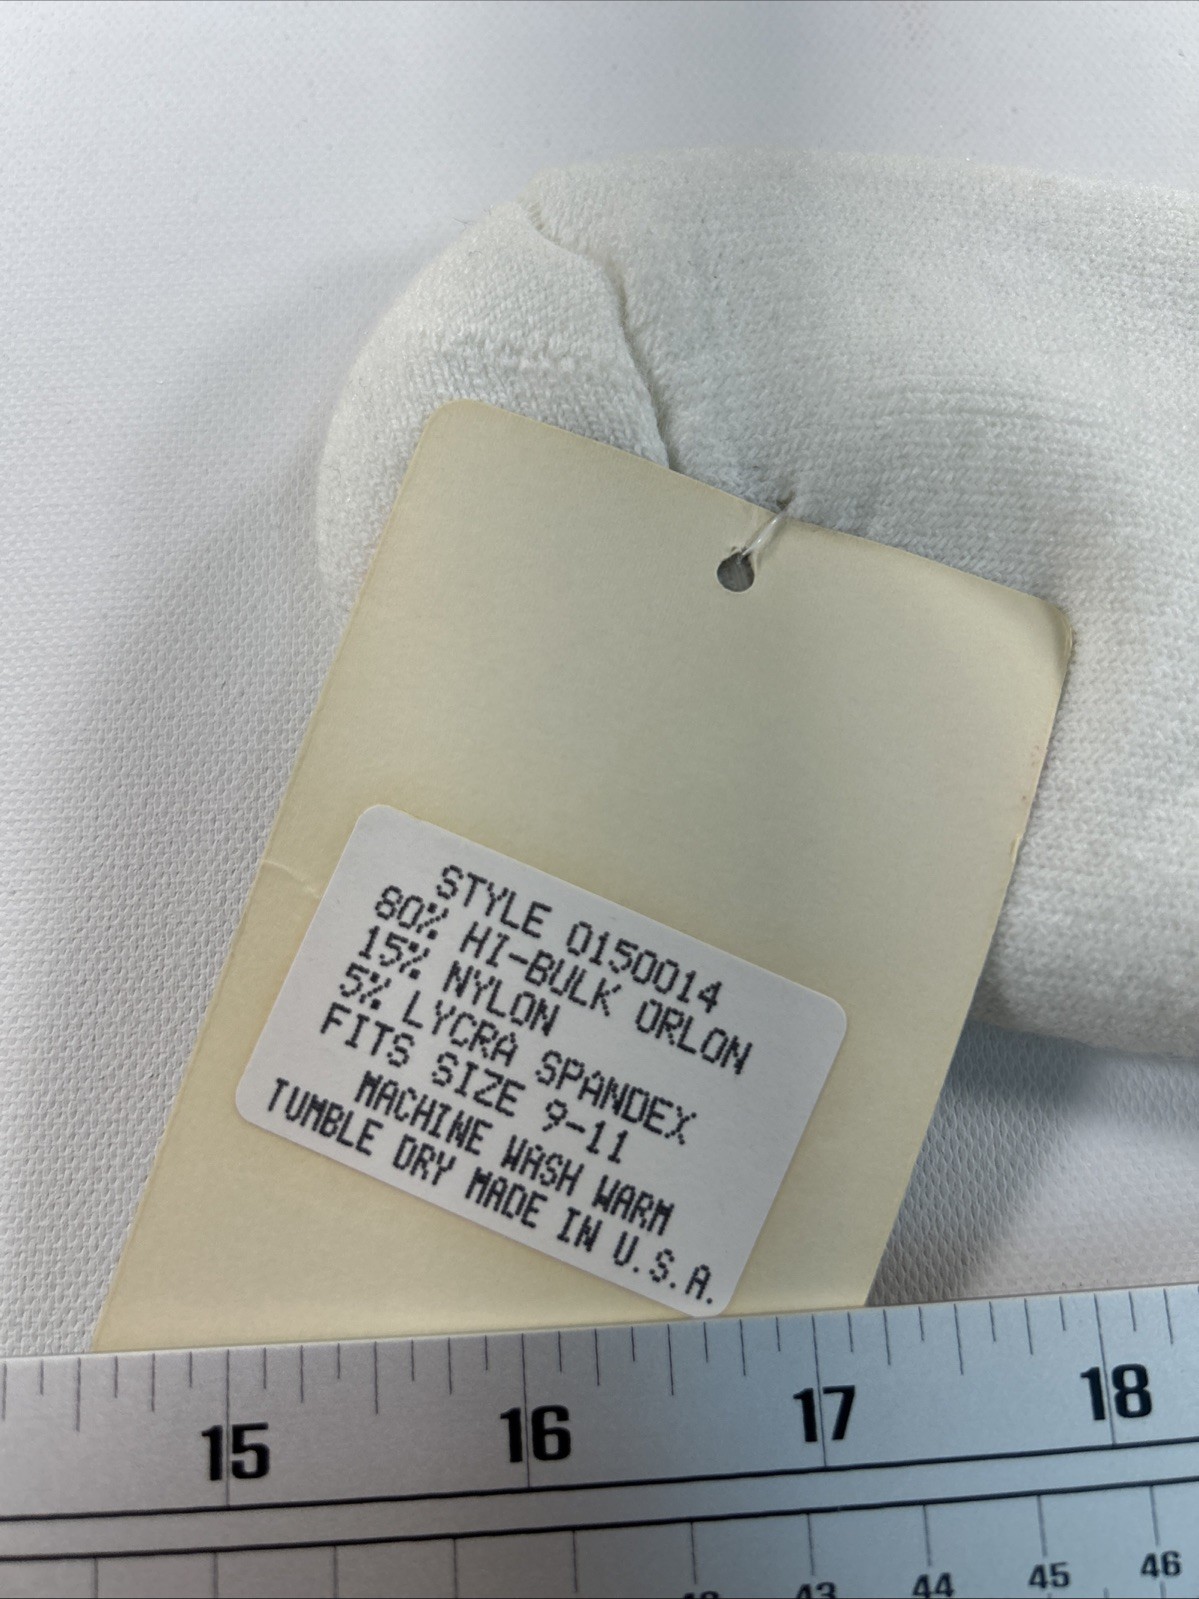 STYLE 0150014
80% HI-BULK ORLON
15% NYLON
5% LYCRA SPANDEX
FITS SIZE 9-11
MACHINE WASH WARM
TUMBLE DRY MADE IN U.S.A.
15 16 17 18
43 44 45 46